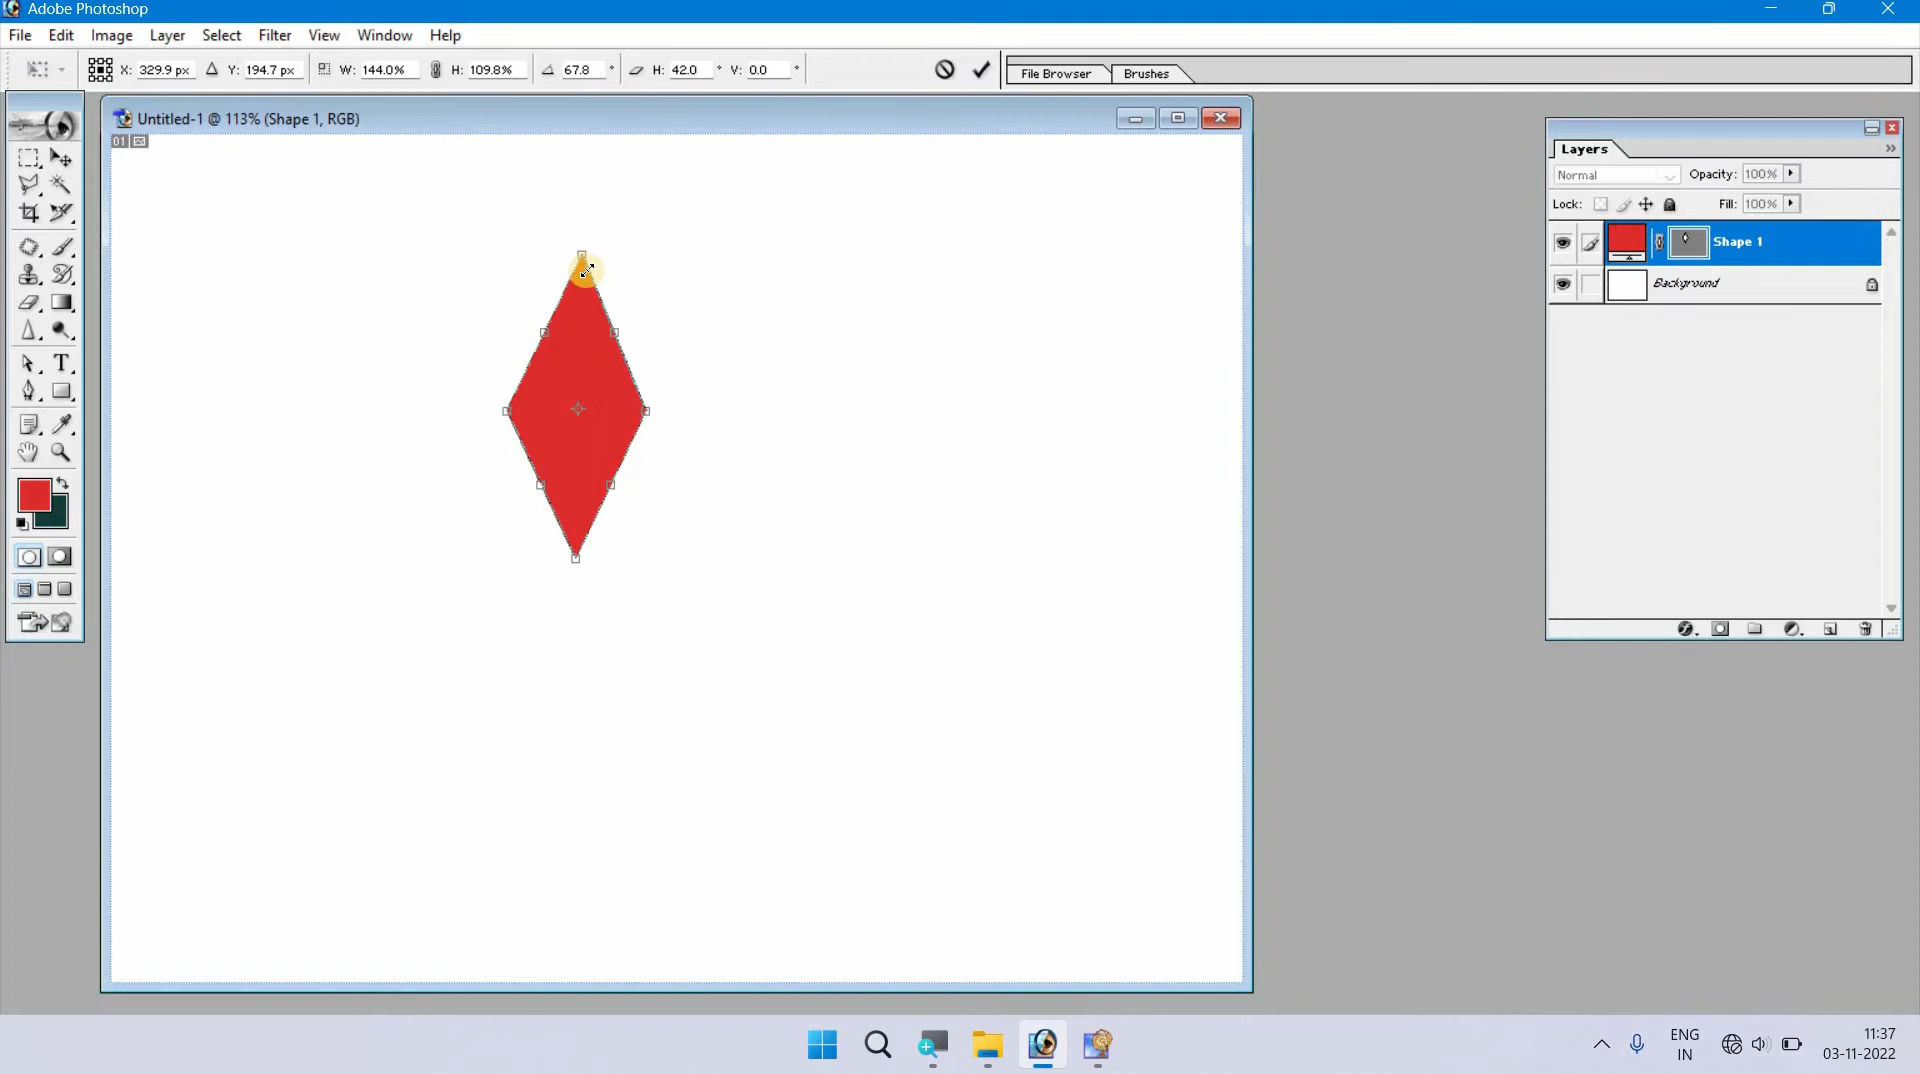 Adobe Photoshop
File Edit Image Layer Select Filter View Window Help
X: 329.9 px Y: 194.7 px W: 144.0% H: 109.8% 67.8 ° H: 42.0 ° V: 0.0 °
File Browser Brushes
Untitled-1 @ 113% (Shape 1, RGB)
01
Layers
Normal Opacity: 100%
Lock: Fill: 100%
Shape 1
Background
T
ENG
IN
11:37
03-11-2022